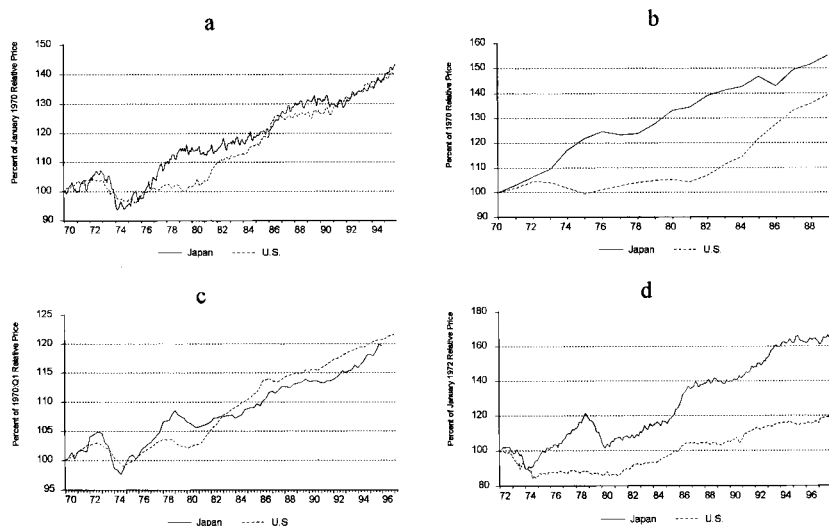 a
Percent of January 1970 Relative Price
150
140
130
120
110
100
90
70 72 74 76 78 80 82 84 86 88 90 92 94
Japan U.S.
b
Percent of 1970 Relative Price
160
150
140
130
120
110
100
90
70 72 74 76 78 80 82 84 86 88
Japan U.S.
c
Percent of 1970:Q1 Relative Price
125
120
115
110
105
100
95
70 72 74 76 78 80 82 84 86 88 90 92 94 96
Japan U.S.
d
Percent of January 1972 Relative Price
180
160
140
120
100
80
72 74 76 78 80 82 84 86 88 90 92 94 96
Japan U.S.